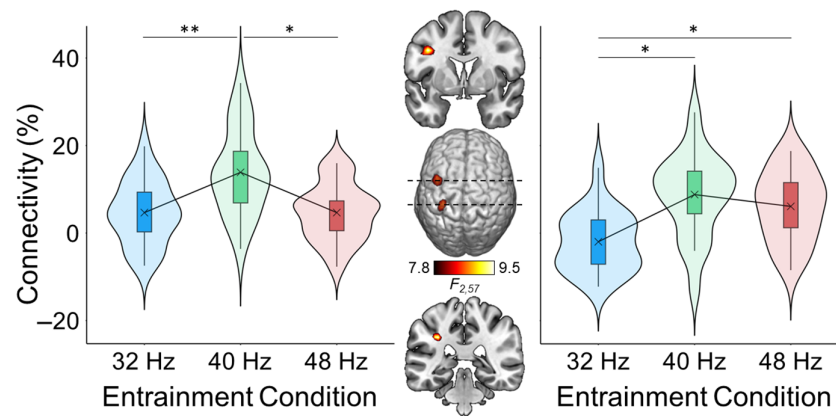 Connectivity (%)
40
20
0
−20
** *
32 Hz 40 Hz 48 Hz
Entrainment Condition
7.8 9.5
F2,57
*
*
32 Hz 40 Hz 48 Hz
Entrainment Condition